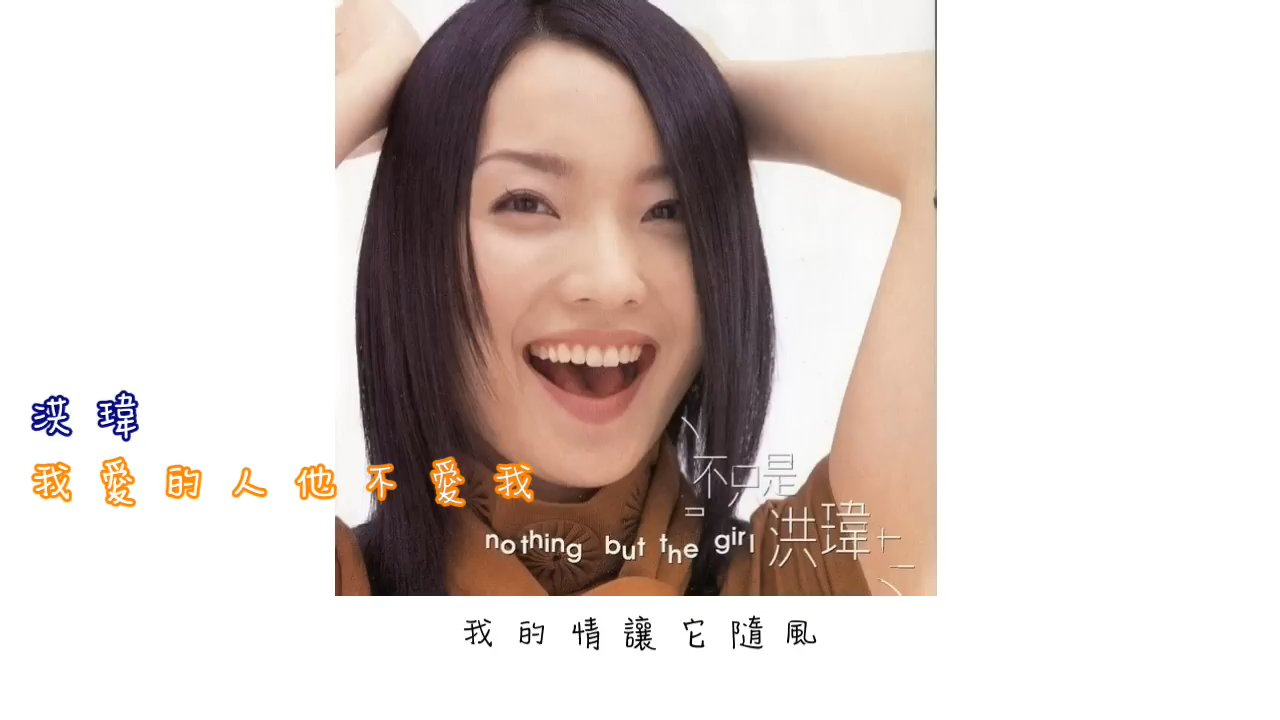 洪瑋
我愛的人他不愛我
不只是
洪瑋
nothing but the girl
我的情讓它隨風